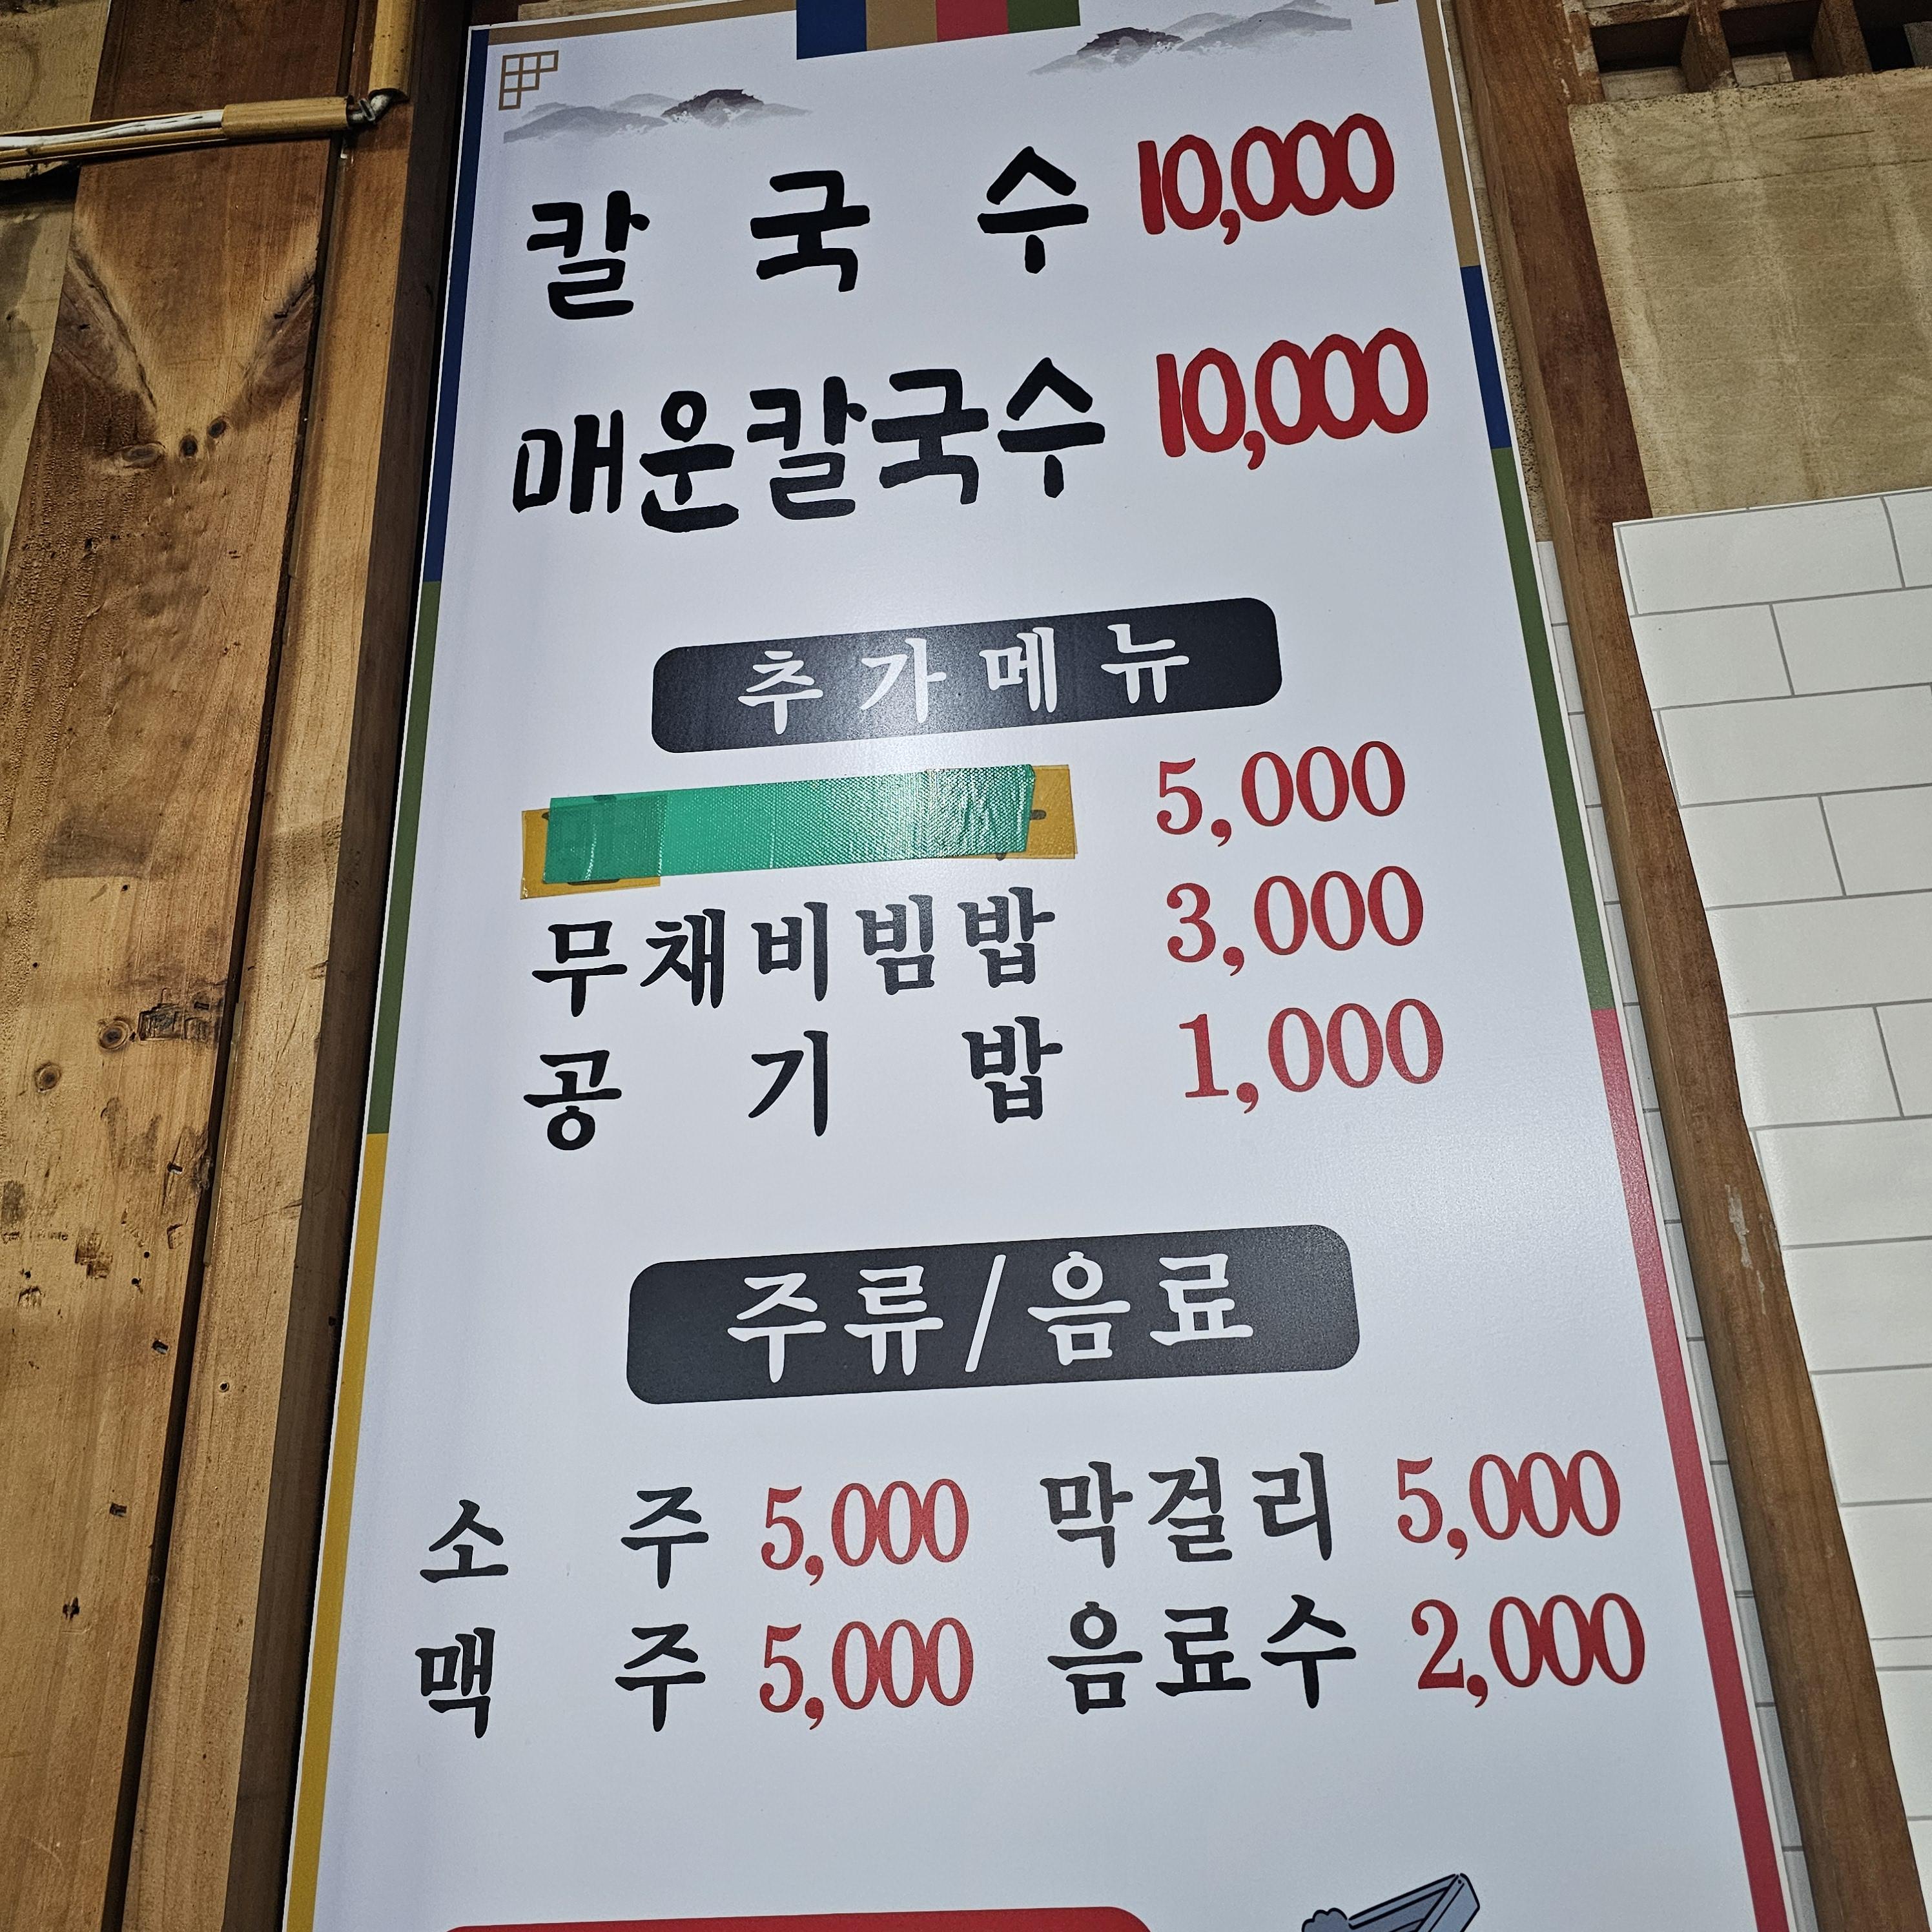 칼국수 10,000
매운칼국수 10,000
추가메뉴
5,000
무채비빔밥 3,000
공기밥 1,000
주류/음료
소주 5,000 막걸리 5,000
맥주 5,000 음료수 2,000